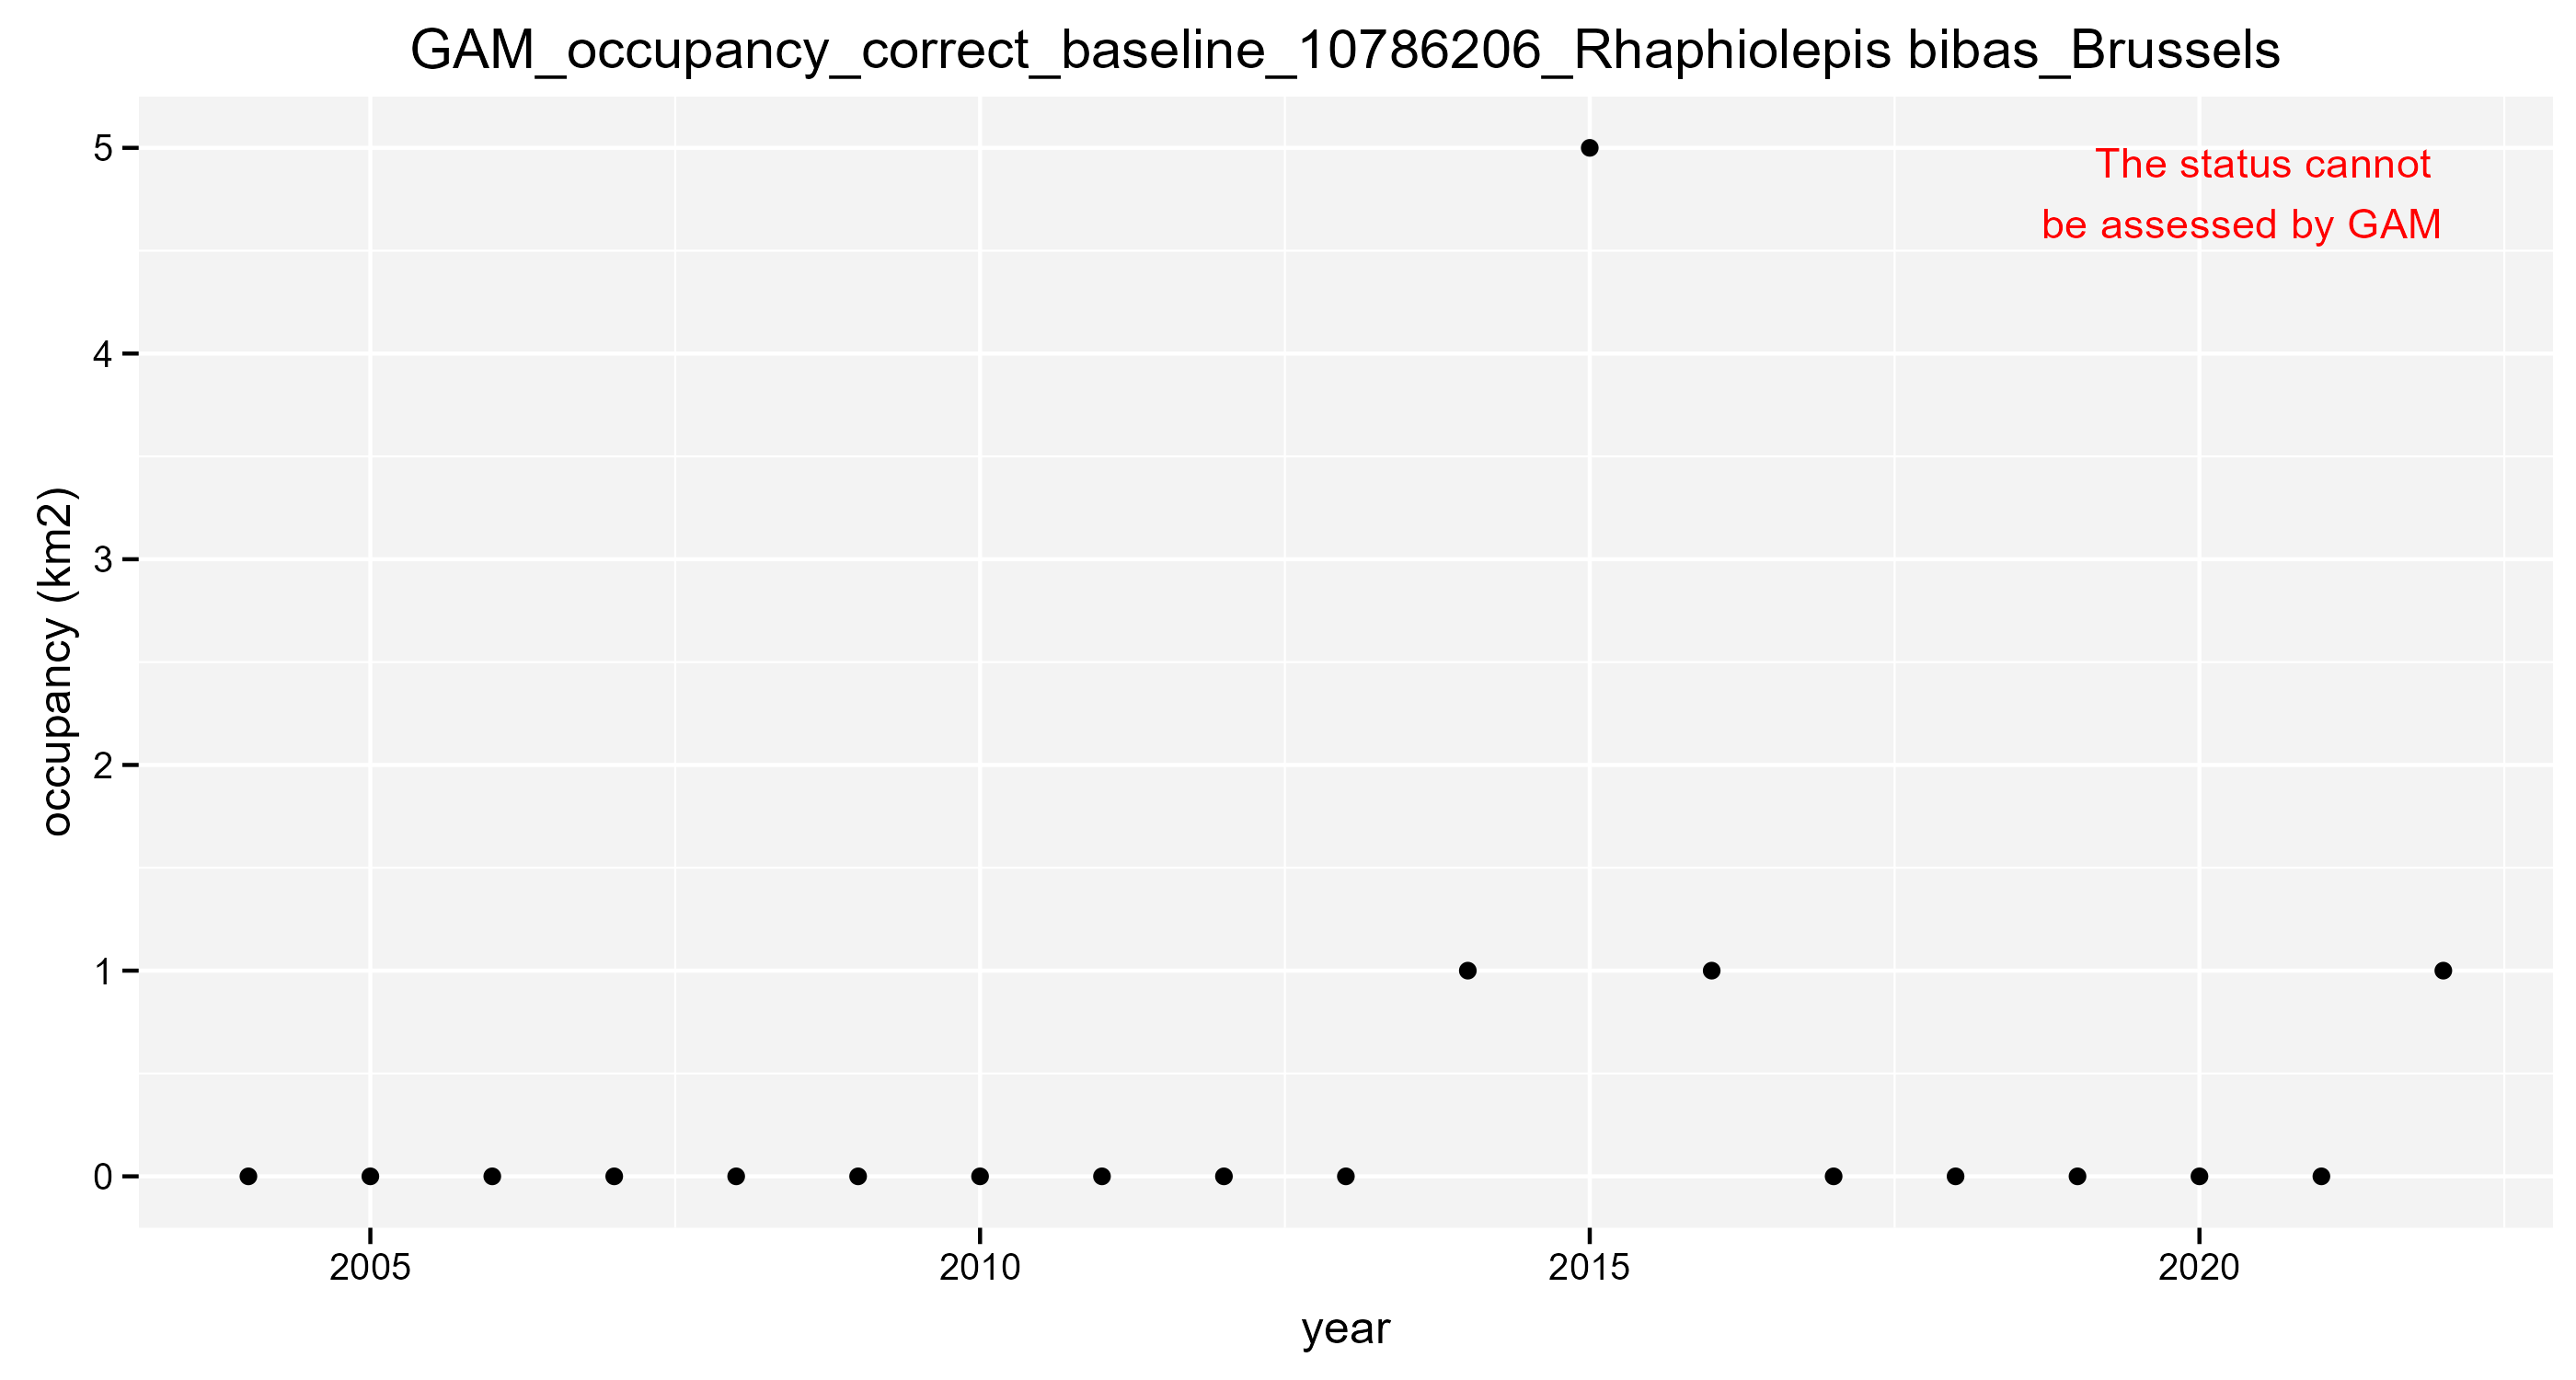 GAM_occupancy_correct_baseline_10786206_Rhaphiolepis bibas_Brussels
The status cannot
be assessed by GAM
occupancy (km2)
5
4
3
2
1
0
2005 2010 2015 2020
year